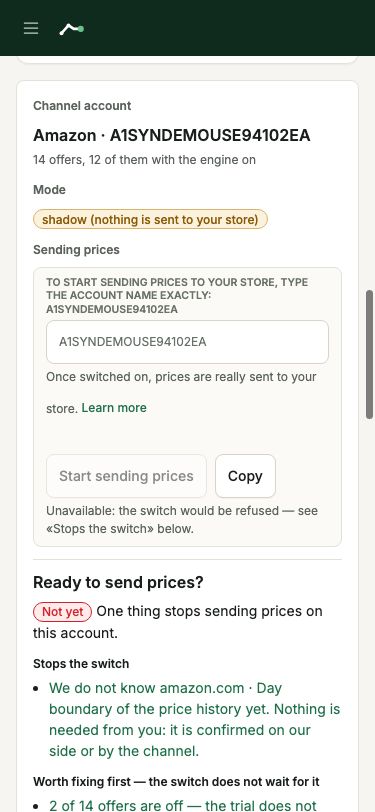 Channel account
Amazon · A1SYNDEMOUSE94102EA
14 offers, 12 of them with the engine on
Mode
shadow (nothing is sent to your store)
Sending prices
TO START SENDING PRICES TO YOUR STORE, TYPE
THE ACCOUNT NAME EXACTLY:
A1SYNDEMOUSE94102EA
A1SYNDEMOUSE94102EA
Once switched on, prices are really sent to your
store. Learn more
Start sending prices Copy
Unavailable: the switch would be refused — see
«Stops the switch» below.
Ready to send prices?
Not yet One thing stops sending prices on
this account.
Stops the switch
• We do not know amazon.com · Day
boundary of the price history yet. Nothing is
needed from you: it is confirmed on our
side or by the channel.
Worth fixing first — the switch does not wait for it
• 2 of 14 offers are off — the trial does not